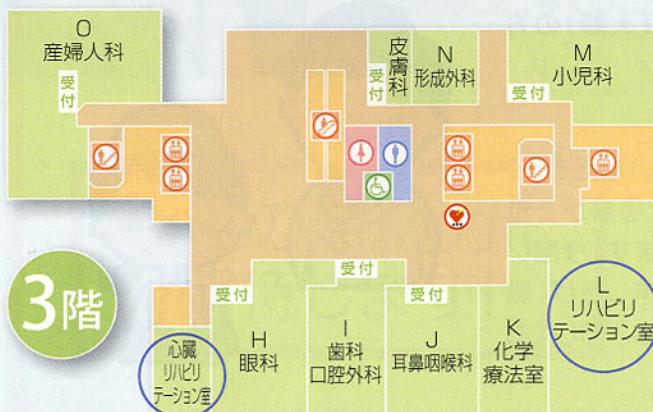 O
産婦人科
受付
皮膚科
受付
N
形成外科
M
小児科
受付
3階
受付
受付
受付
心臓
リハビリ
テーション室
H
眼科
I
歯科
口腔外科
J
耳鼻咽喉科
K
化学
療法室
L
リハビリ
テーション室